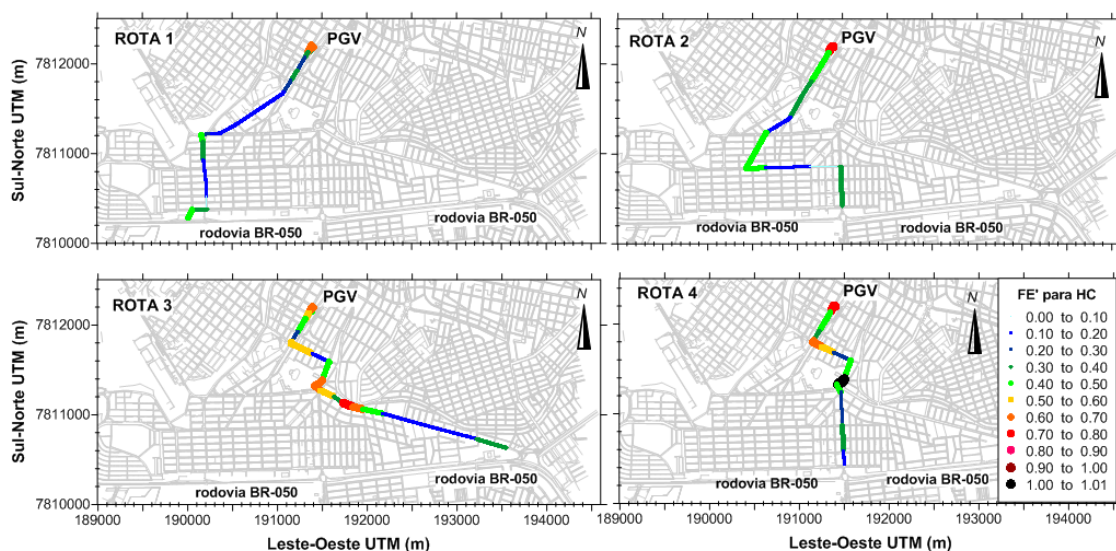 ROTA 1
PGV
N
rodovia BR-050
rodovia BR-050
7812000
7811000
7810000
Sul-Norte UTM (m)
ROTA 2
PGV
N
rodovia BR-050
rodovia BR-050
ROTA 3
PGV
N
rodovia BR-050
rodovia BR-050
7812000
7811000
7810000
Sul-Norte UTM (m)
189000 190000 191000 192000 193000 194000
Leste-Oeste UTM (m)
ROTA 4
PGV
N
rodovia BR-050
rodovia BR-050
189000 190000 191000 192000 193000 194000
Leste-Oeste UTM (m)
FE' para HC
0.00 to 0.10
0.10 to 0.20
0.20 to 0.30
0.30 to 0.40
0.40 to 0.50
0.50 to 0.60
0.60 to 0.70
0.70 to 0.80
0.80 to 0.90
0.90 to 1.00
1.00 to 1.01